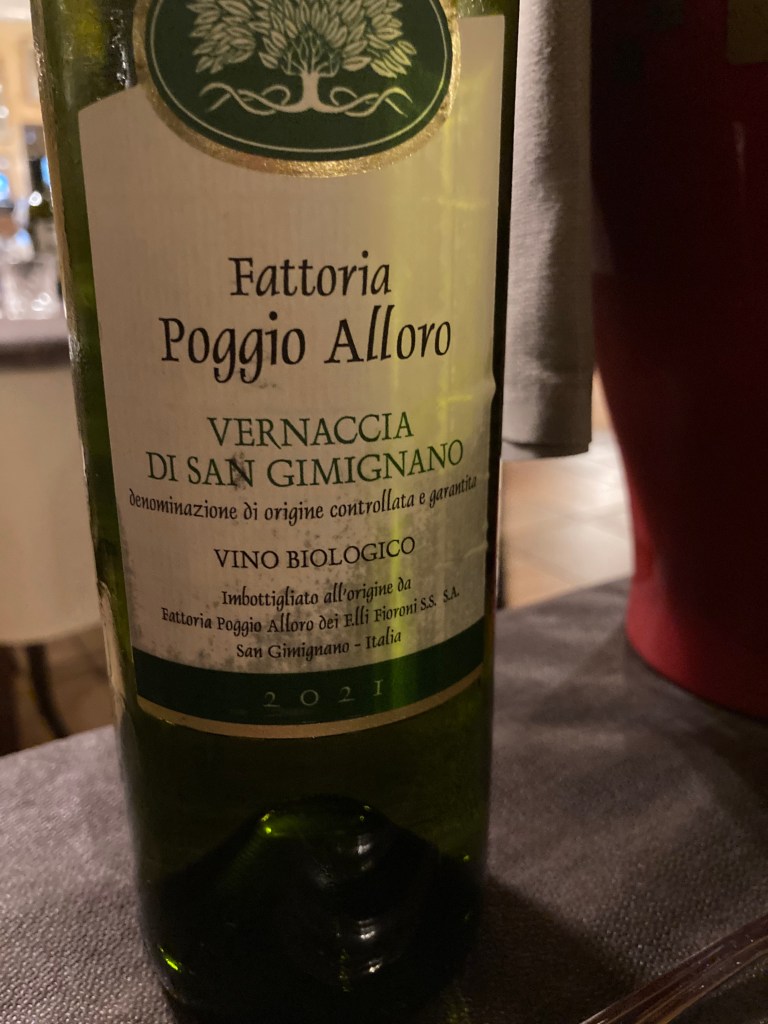 Fattoria
Poggio Alloro
VERNACCIA
DI SAN GIMIGNANO
denominazione di origine controllata e garantita
VINO BIOLOGICO
Imbottigliato all'origine da
Fattoria Poggio Alloro dei F.lli Fioroni S.S. S.A.
San Gimignano - Italia
2021